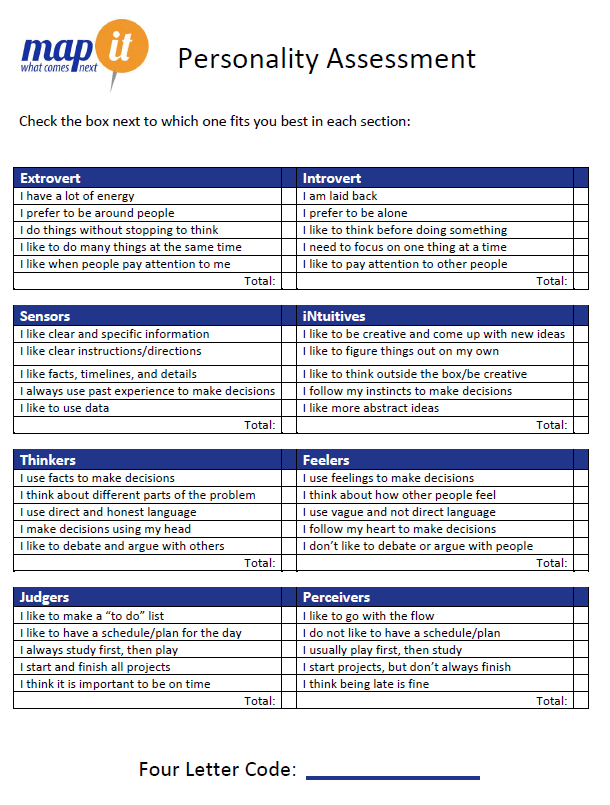 map it
what comes next
Personality Assessment
Check the box next to which one fits you best in each section:
Extrovert Introvert
I have a lot of energy I am laid back
I prefer to be around people I prefer to be alone
I do things without stopping to think I like to think before doing something
I like to do many things at the same time I need to focus on one thing at a time
I like when people pay attention to me I like to pay attention to other people
Total: Total:
Sensors iNtuitives
I like clear and specific information I like to be creative and come up with new ideas
I like clear instructions/directions I like to figure things out on my own
I like facts, timelines, and details I like to think outside the box/be creative
I always use past experience to make decisions I follow my instincts to make decisions
I like to use data I like more abstract ideas
Total: Total:
Thinkers Feelers
I use facts to make decisions I use feelings to make decisions
I think about different parts of the problem I think about how other people feel
I use direct and honest language I use vague and not direct language
I make decisions using my head I follow my heart to make decisions
I like to debate and argue with others I don’t like to debate or argue with people
Total: Total:
Judgers Perceivers
I like to make a “to do” list I like to go with the flow
I like to have a schedule/plan for the day I do not like to have a schedule/plan
I always study first, then play I usually play first, then study
I start and finish all projects I start projects, but don’t always finish
I think it is important to be on time I think being late is fine
Total: Total:
Four Letter Code: